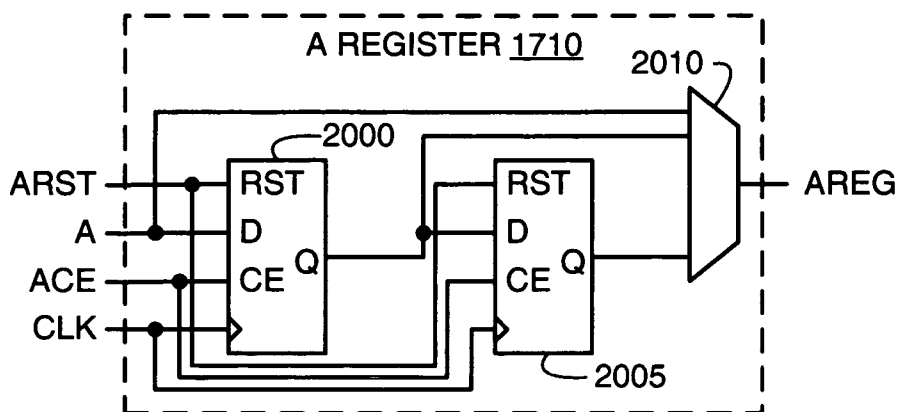 A REGISTER 1710
2010
2000
ARST
RST
RST
AREG
A
D
D
Q
Q
ACE
CE
CE
CLK
2005